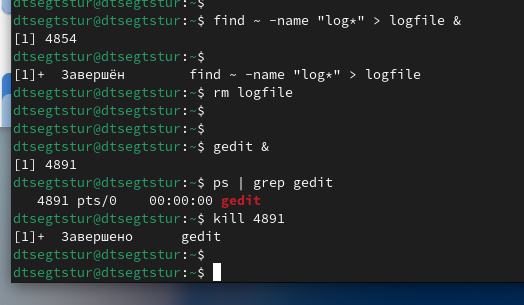 dtsegtstur@dtsegtstur:~$
dtsegtstur@dtsegtstur:~$ find ~ -name "log*" > logfile &
[1] 4854
dtsegtstur@dtsegtstur:~$
[1]+  Завершён        find ~ -name "log*" > logfile
dtsegtstur@dtsegtstur:~$ rm logfile
dtsegtstur@dtsegtstur:~$
dtsegtstur@dtsegtstur:~$
dtsegtstur@dtsegtstur:~$ gedit &
[1] 4891
dtsegtstur@dtsegtstur:~$ ps | grep gedit
   4891 pts/0    00:00:00 gedit
dtsegtstur@dtsegtstur:~$ kill 4891
[1]+  Завершено      gedit
dtsegtstur@dtsegtstur:~$
dtsegtstur@dtsegtstur:~$